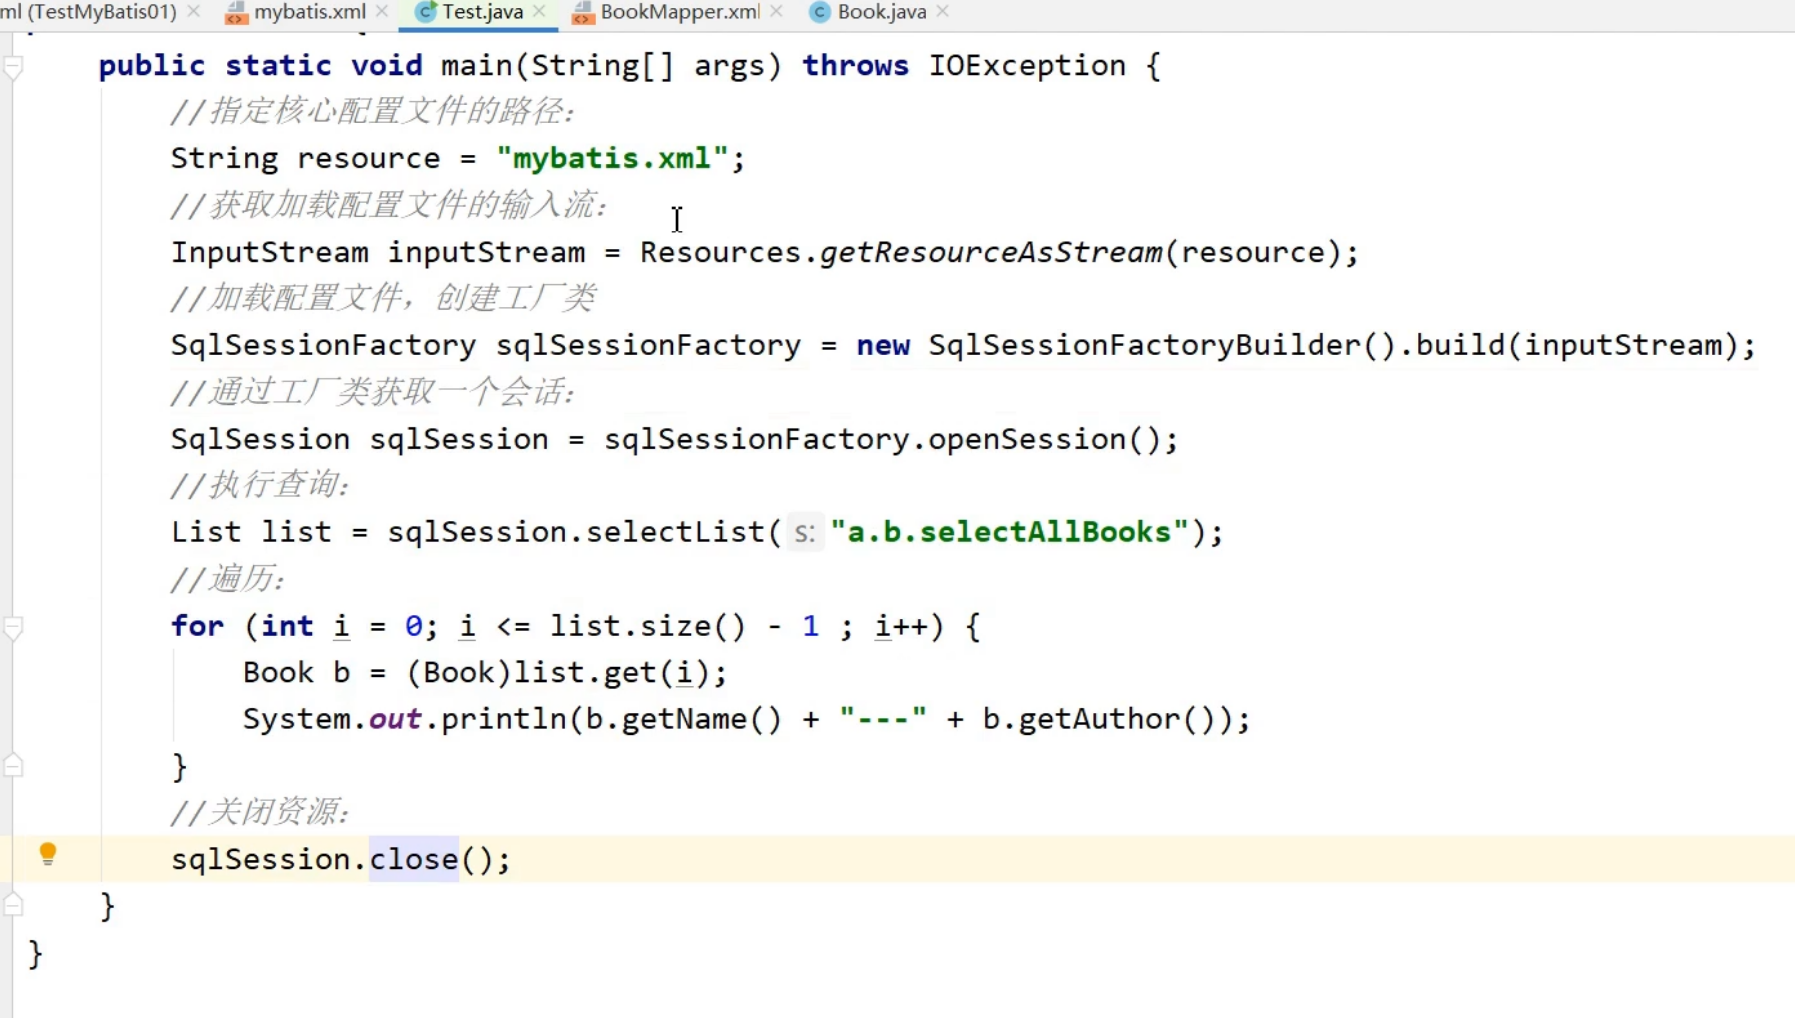 ml (TestMyBatis01) mybatis.xml Test.java BookMapper.xml Book.java
public static void main(String[] args) throws IOException {
//指定核心配置文件的路径：
String resource = "mybatis.xml";
//获取加载配置文件的输入流：
InputStream inputStream = Resources.getResourceAsStream(resource);
//加载配置文件，创建工厂类
SqlSessionFactory sqlSessionFactory = new SqlSessionFactoryBuilder().build(inputStream);
//通过工厂类获取一个会话：
SqlSession sqlSession = sqlSessionFactory.openSession();
//执行查询：
List list = sqlSession.selectList( s: "a.b.selectAllBooks");
//遍历：
for (int i = 0; i <= list.size() - 1 ; i++) {
Book b = (Book)list.get(i);
System.out.println(b.getName() + "---" + b.getAuthor());
}
//关闭资源：
sqlSession.close();
}
}